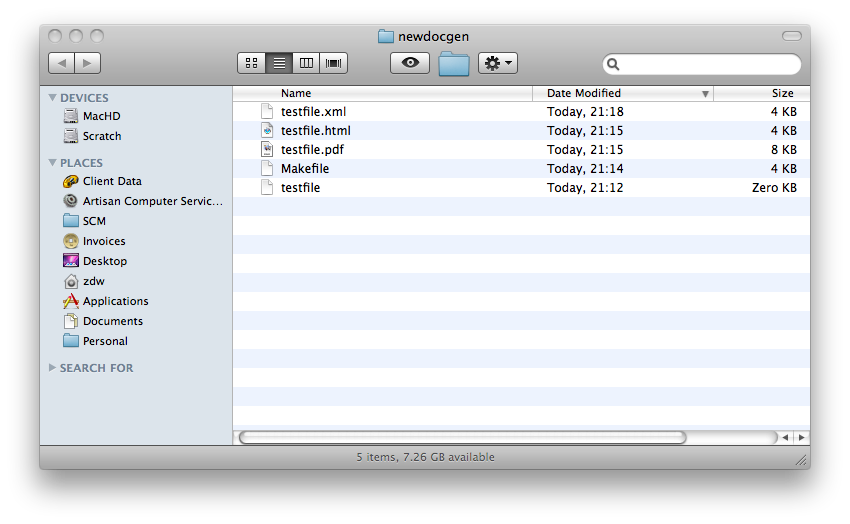 newdocgen
DEVICES
MacHD
Scratch
PLACES
Client Data
Artisan Computer Servic...
SCM
Invoices
Desktop
zdw
Applications
Documents
Personal
SEARCH FOR
Name Date Modified Size
testfile.xml Today, 21:18 4 KB
testfile.html Today, 21:15 4 KB
testfile.pdf Today, 21:15 8 KB
Makefile Today, 21:14 4 KB
testfile Today, 21:12 Zero KB
5 items, 7.26 GB available